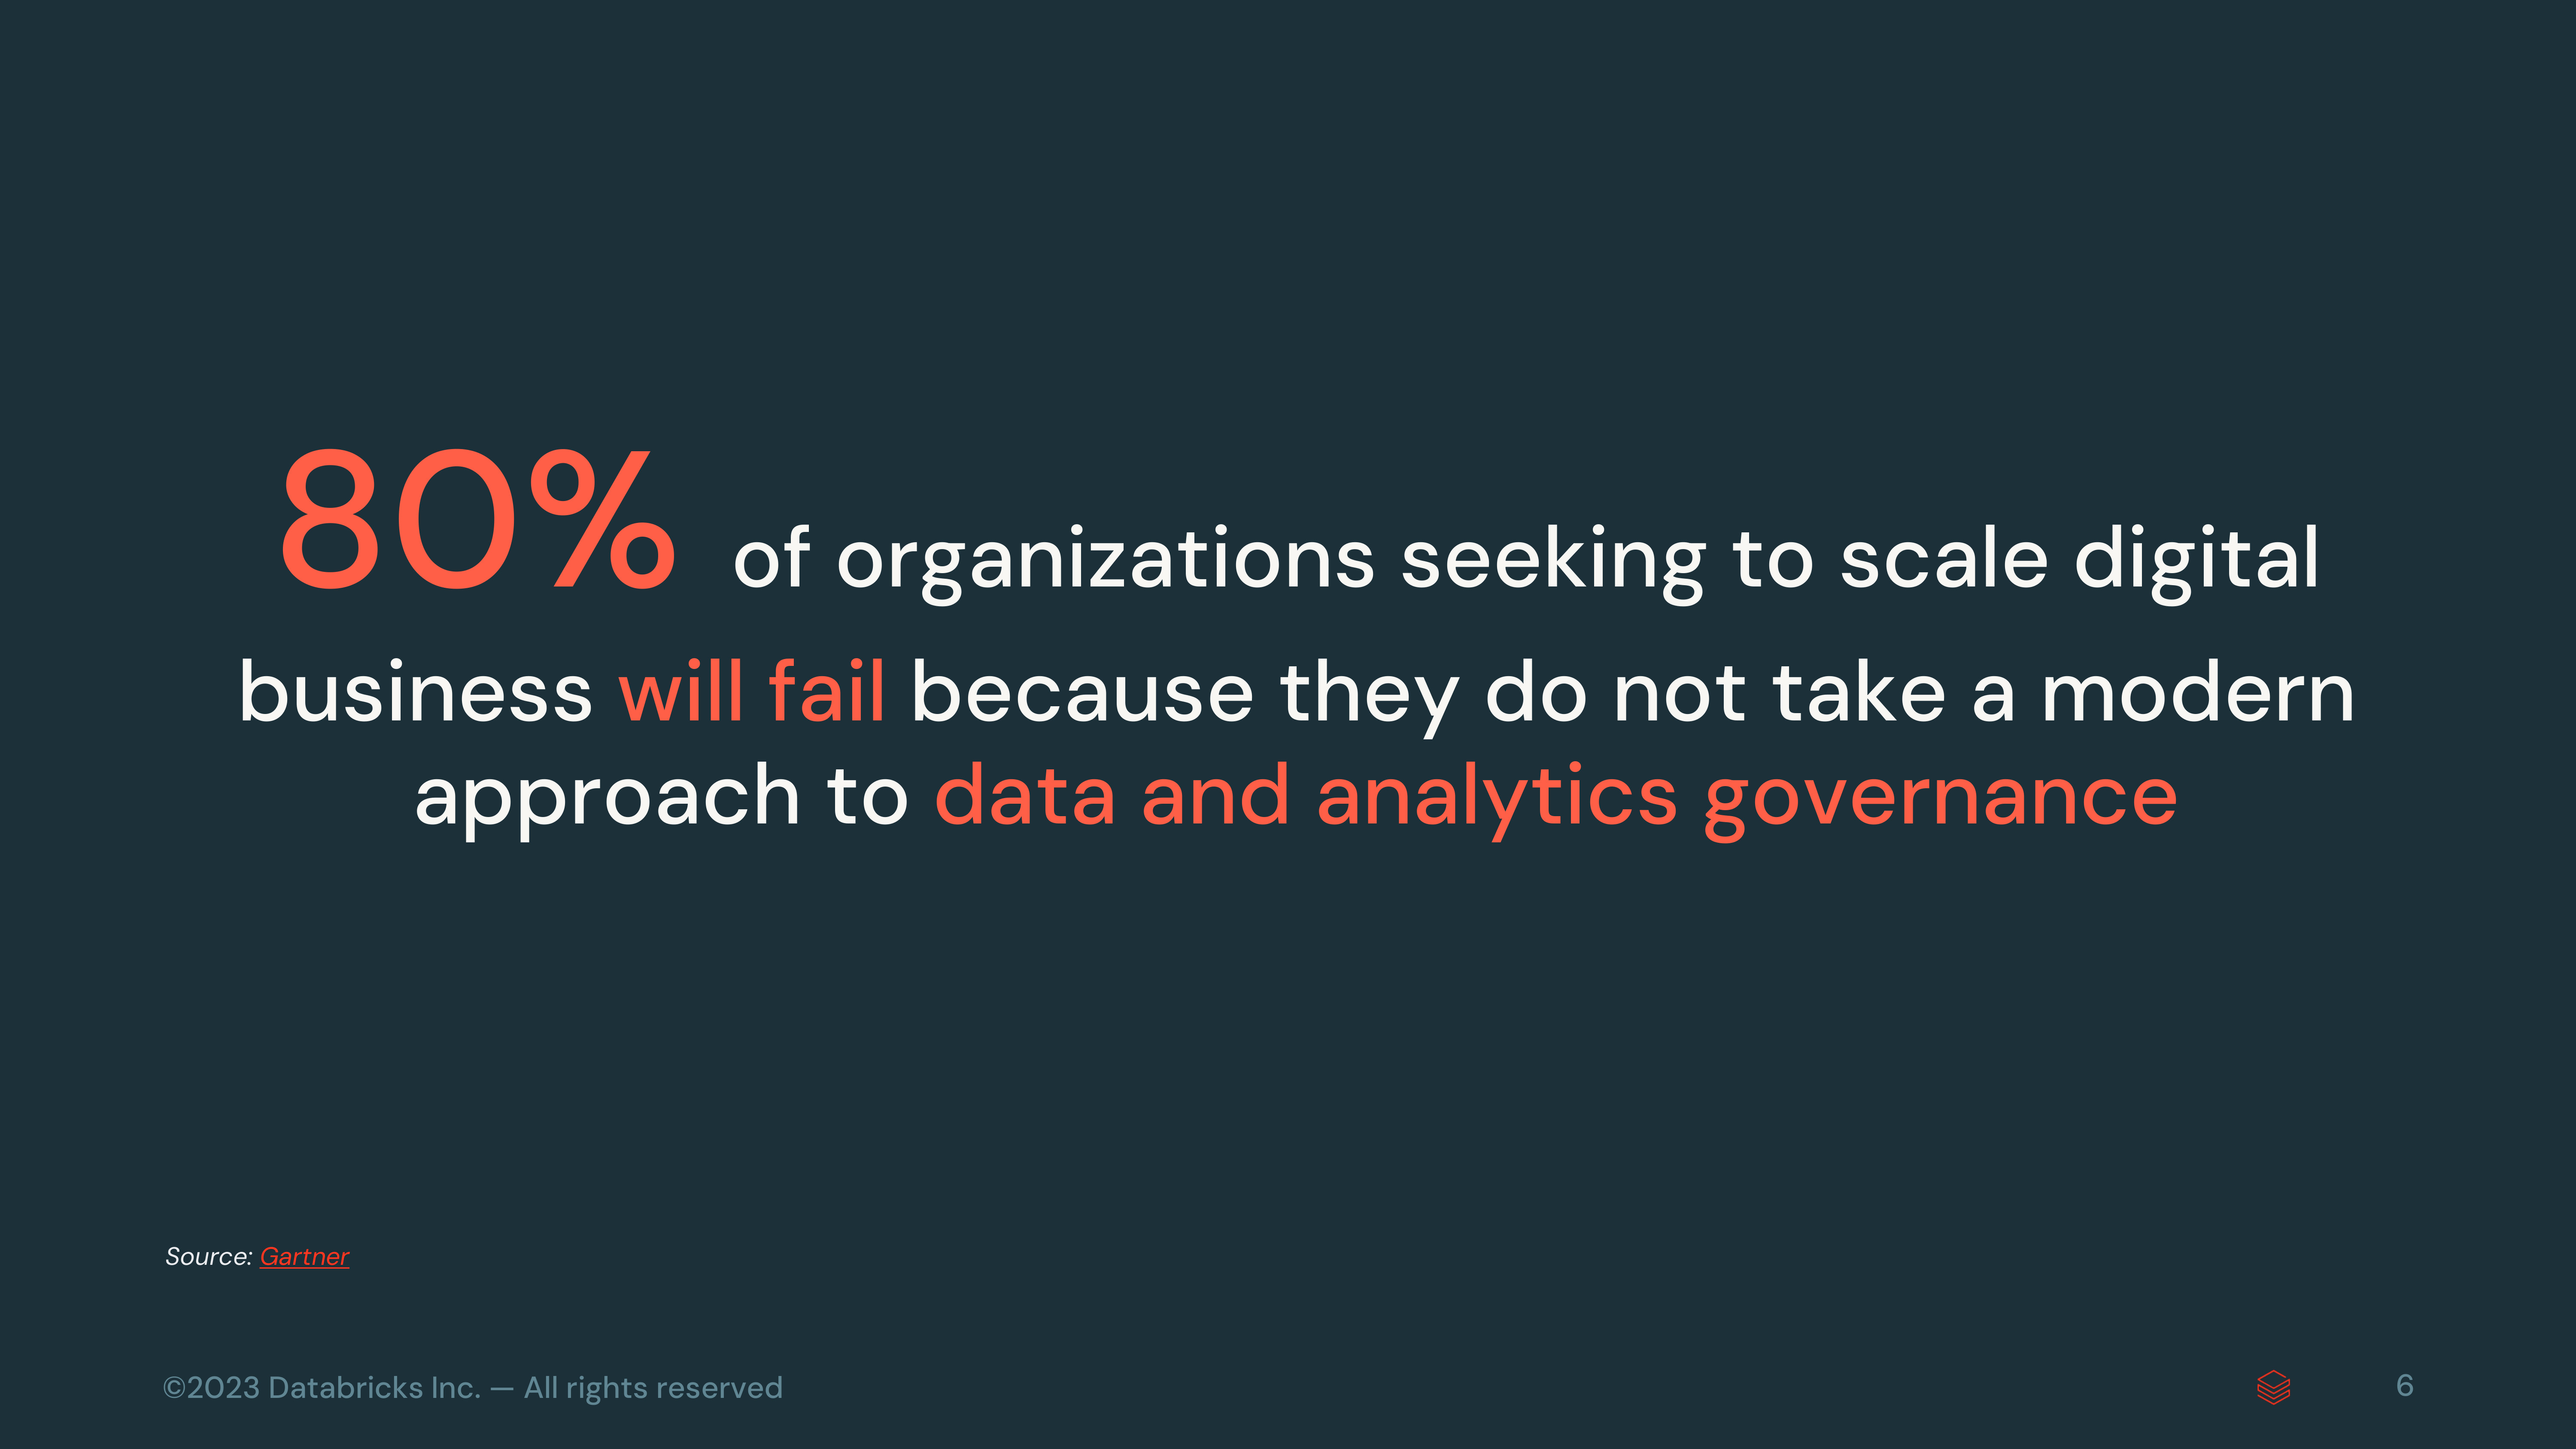 80% of organizations seeking to scale digital
business will fail because they do not take a modern
approach to data and analytics governance
Source: Gartner
©2023 Databricks Inc. — All rights reserved
6